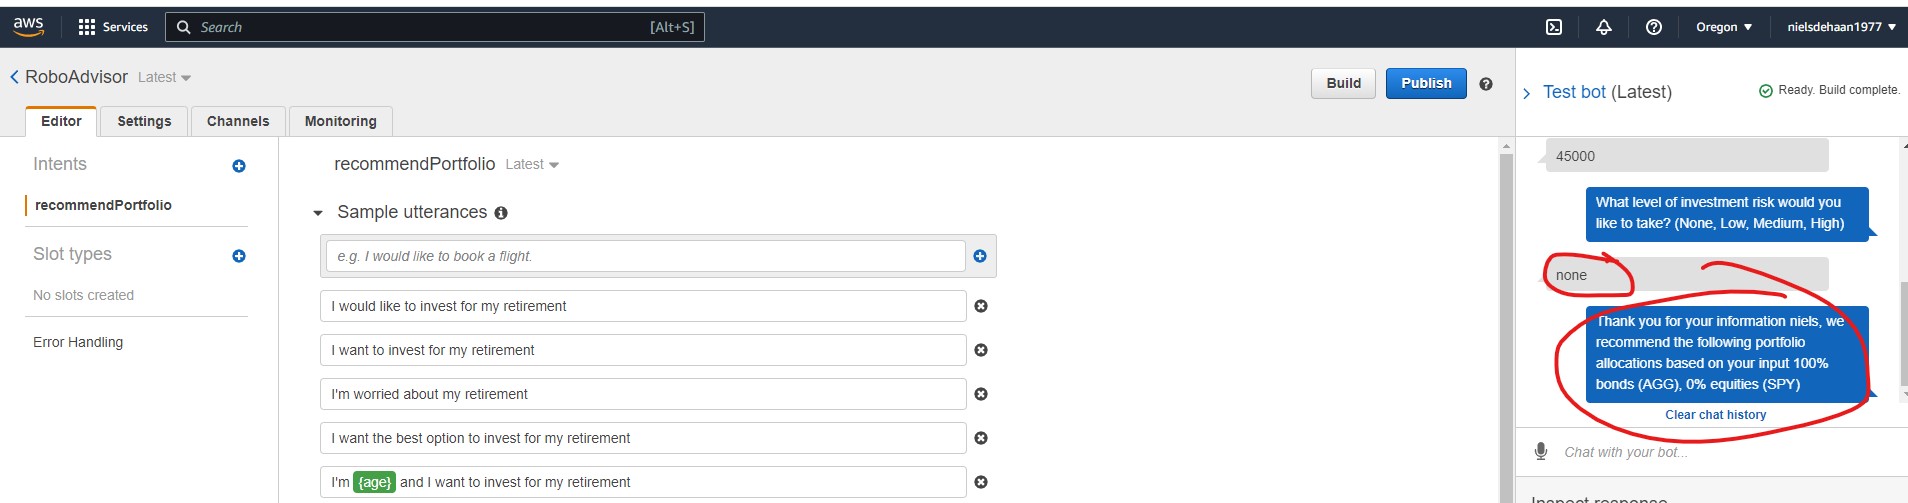 aws
Services
Search
[Alt+S]
Oregon
nielsdehaan1977
RoboAdvisor Latest
Build
Publish
Editor
Settings
Channels
Monitoring
Intents
recommendPortfolio
Slot types
No slots created
Error Handling
recommendPortfolio Latest
Sample utterances
e.g. I would like to book a flight.
I would like to invest for my retirement
I want to invest for my retirement
I'm worried about my retirement
I want the best option to invest for my retirement
I'm {age} and I want to invest for my retirement
Test bot (Latest)
Ready. Build complete.
45000
What level of investment risk would you
like to take? (None, Low, Medium, High)
none
Thank you for your information niels, we
recommend the following portfolio
allocations based on your input 100%
bonds (AGG), 0% equities (SPY)
Clear chat history
Chat with your bot...
Inspect response